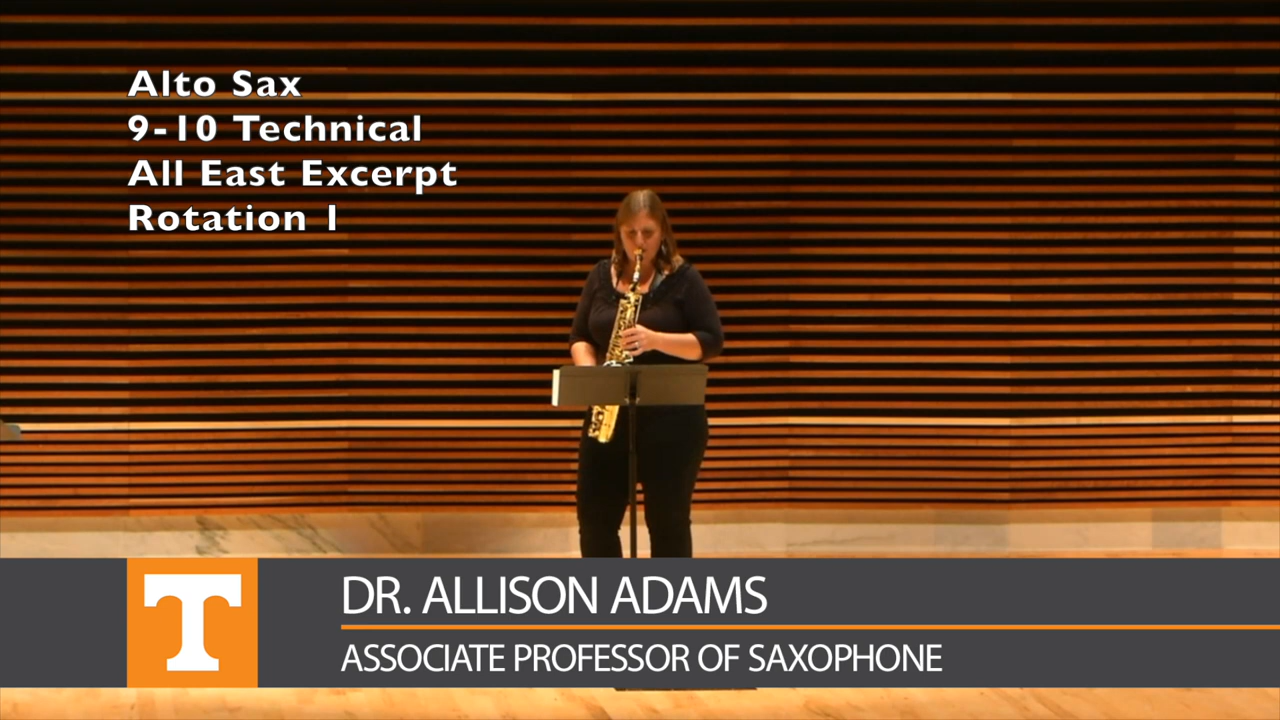 Alto Sax
9-10 Technical
All East Excerpt
Rotation 1
T
DR. ALLISON ADAMS
ASSOCIATE PROFESSOR OF SAXOPHONE